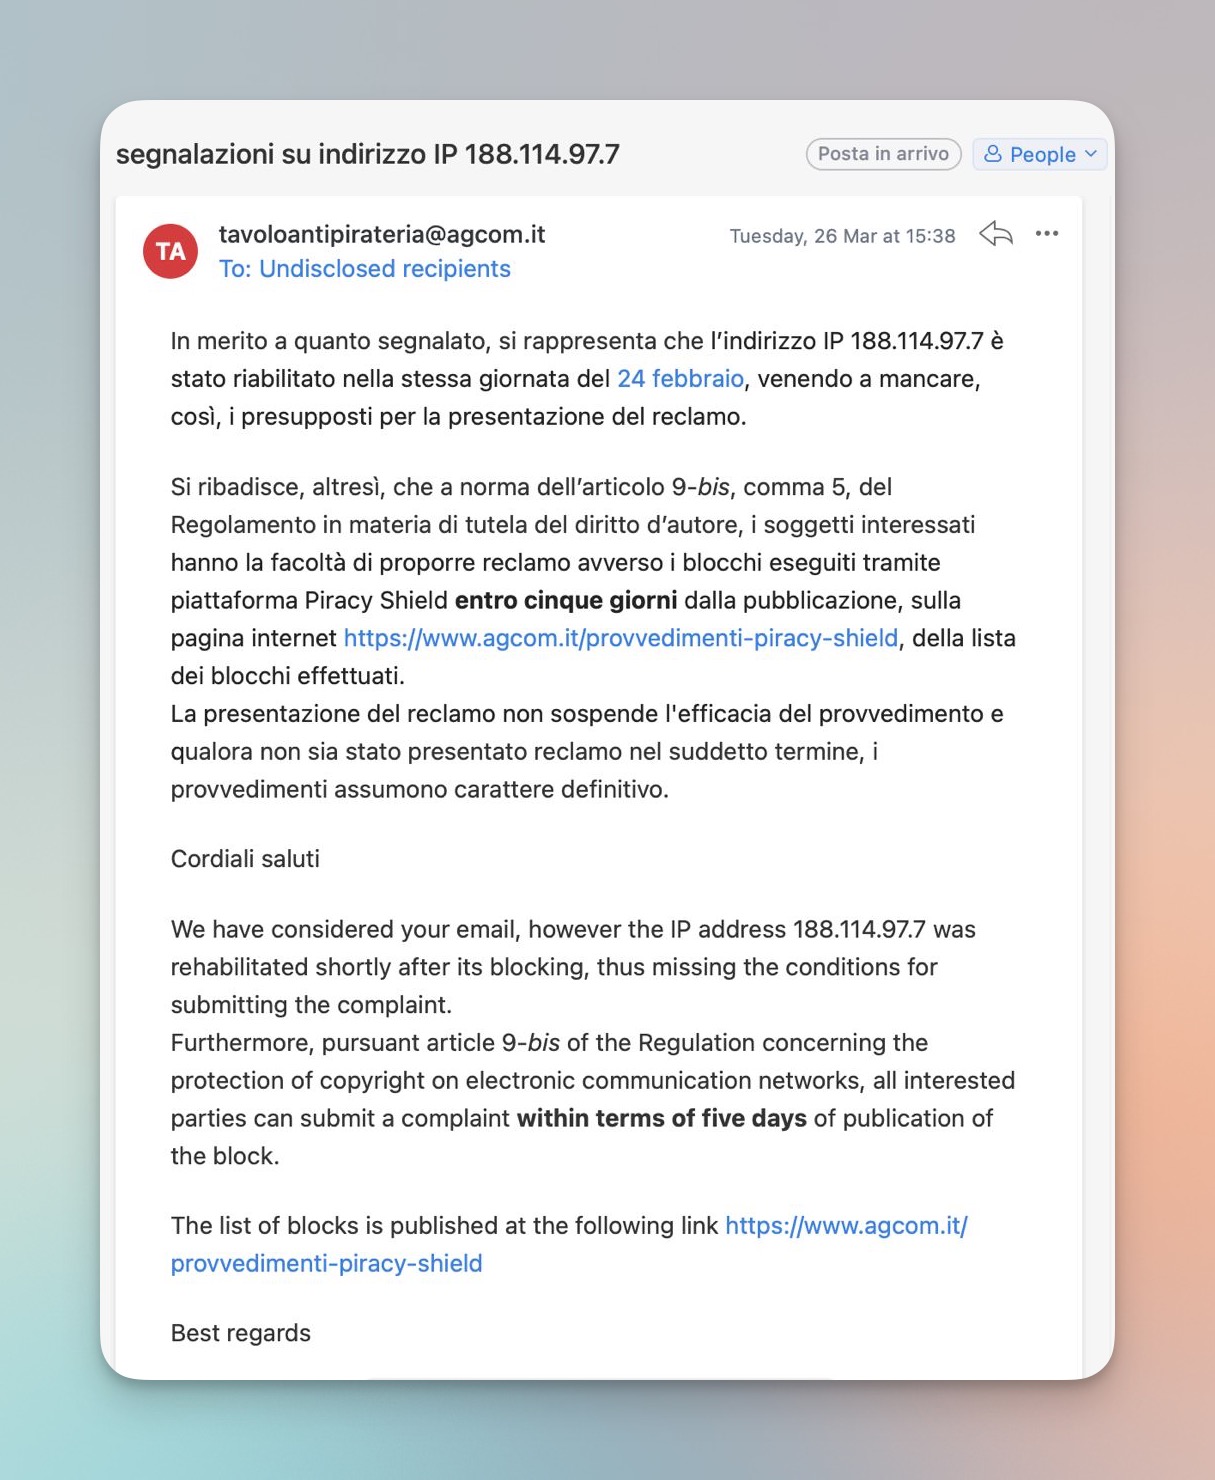 segnalazioni su indirizzo IP 188.114.97.7
Posta in arrivo
People
TA
tavoloantipirateria@agcom.it
Tuesday, 26 Mar at 15:38
To: Undisclosed recipients
In merito a quanto segnalato, si rappresenta che l’indirizzo IP 188.114.97.7 è
stato riabilitato nella stessa giornata del 24 febbraio, venendo a mancare,
così, i presupposti per la presentazione del reclamo.
Si ribadisce, altresì, che a norma dell’articolo 9-bis, comma 5, del
Regolamento in materia di tutela del diritto d’autore, i soggetti interessati
hanno la facoltà di proporre reclamo avverso i blocchi eseguiti tramite
piattaforma Piracy Shield entro cinque giorni dalla pubblicazione, sulla
pagina internet https://www.agcom.it/provvedimenti-piracy-shield, della lista
dei blocchi effettuati.
La presentazione del reclamo non sospende l'efficacia del provvedimento e
qualora non sia stato presentato reclamo nel suddetto termine, i
provvedimenti assumono carattere definitivo.
Cordiali saluti
We have considered your email, however the IP address 188.114.97.7 was
rehabilitated shortly after its blocking, thus missing the conditions for
submitting the complaint.
Furthermore, pursuant article 9-bis of the Regulation concerning the
protection of copyright on electronic communication networks, all interested
parties can submit a complaint within terms of five days of publication of
the block.
The list of blocks is published at the following link https://www.agcom.it/
provvedimenti-piracy-shield
Best regards